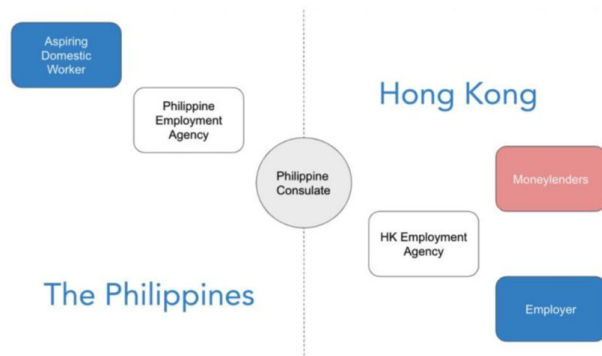 Aspiring
Domestic
Worker
Philippine
Employment
Agency
Hong Kong
Philippine
Consulate
Moneylenders
HK Employment
Agency
The Philippines
Employer